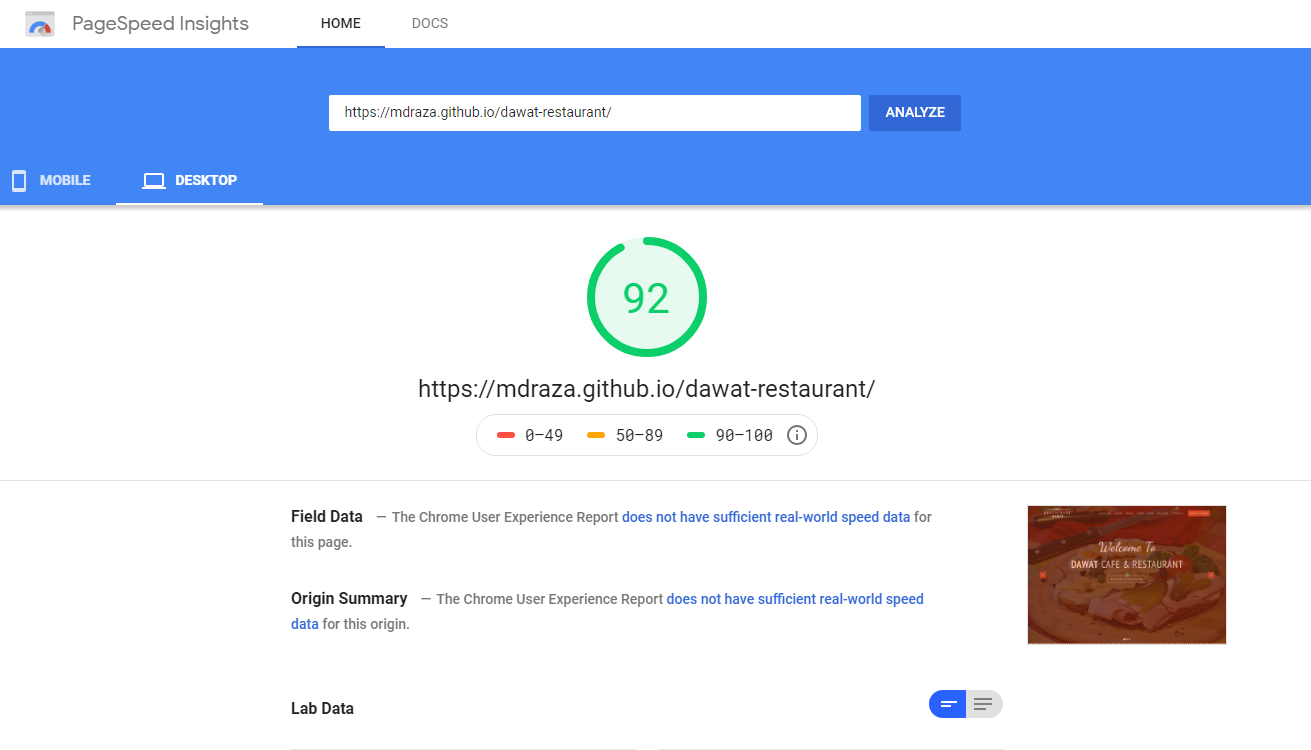 PageSpeed Insights
HOME
DOCS
https://mdraza.github.io/dawat-restaurant/
ANALYZE
MOBILE
DESKTOP
92
https://mdraza.github.io/dawat-restaurant/
0–49
50–89
90–100
Field Data — The Chrome User Experience Report does not have sufficient real-world speed data for
this page.
Origin Summary — The Chrome User Experience Report does not have sufficient real-world speed
data for this origin.
Welcome To
DAWAT CAFE & RESTAURANT
Lab Data